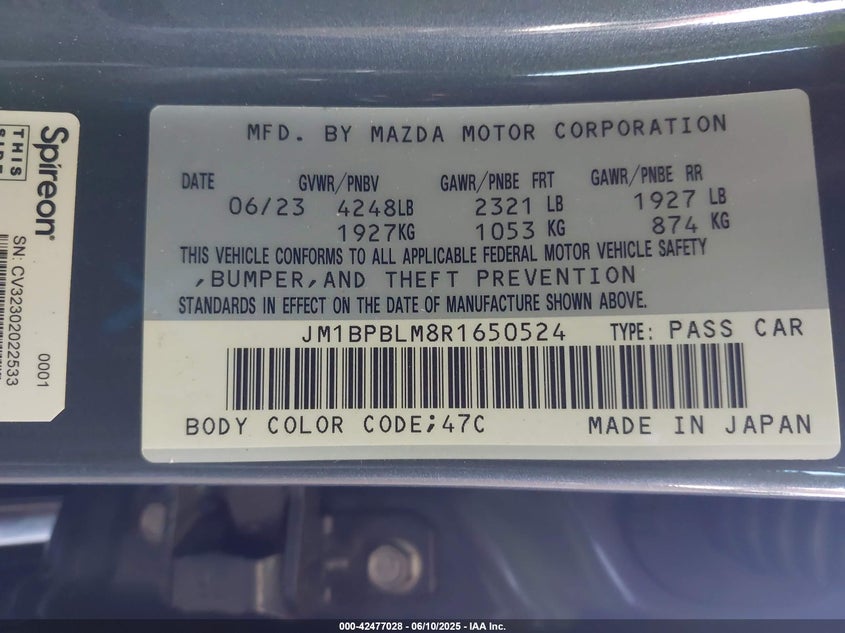 MFD. BY MAZDA MOTOR CORPORATION
DATE GVWR/PNBV GAWR/PNBE FRT GAWR/PNBE RR
06/23 4248LB 2321 LB 1927 LB
1927KG 1053 KG 874 KG
THIS VEHICLE CONFORMS TO ALL APPLICABLE FEDERAL MOTOR VEHICLE SAFETY
,BUMPER,AND THEFT PREVENTION
STANDARDS IN EFFECT ON THE DATE OF MANUFACTURE SHOWN ABOVE.
JM1BPBLM8R1650524 TYPE: PASS CAR
BODY COLOR CODE;47C MADE IN JAPAN
Spireon®
THIS
SIDE
SN: CV32302022533
0001
000-42477028 - 06/10/2025 - IAA Inc.